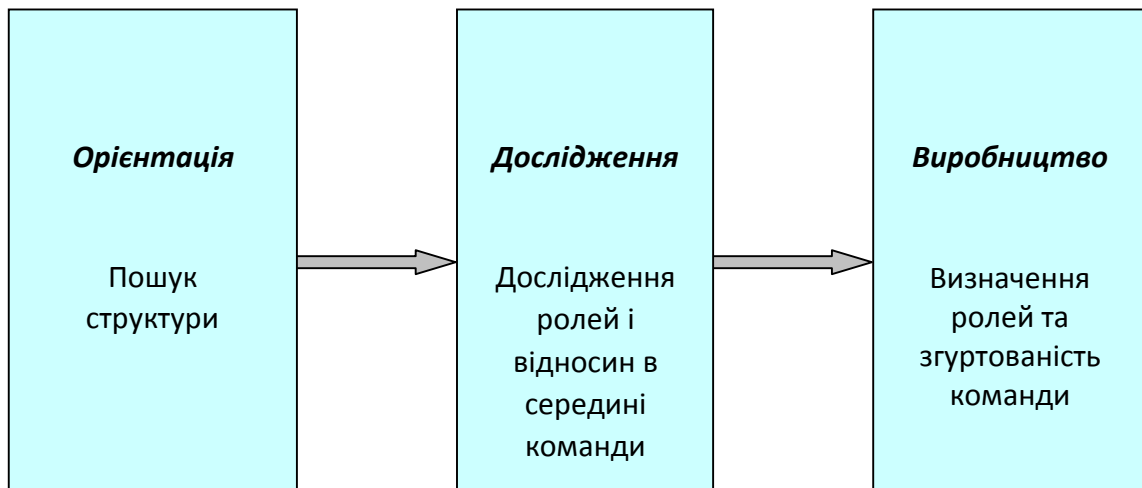 Орієнтація
Пошук
структури
Дослідження
Дослідження
ролей і
відносин в
середині
команди
Виробництво
Визначення
ролей та
згуртованість
команди